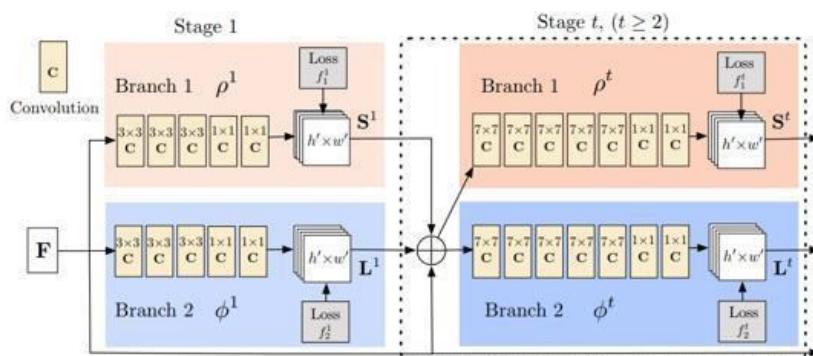 Stage 1
Stage t, (t ≥ 2)
C
Convolution
Branch 1 ρ¹
Loss
f₁¹
3×3 3×3 3×3 1×1 1×1
C C C C C
h′×w′
S¹
Branch 1 ρᵗ
Loss
f₁ᵗ
7×7 7×7 7×7 7×7 7×7 1×1 1×1
C C C C C C C
h′×w′
Sᵗ
F
3×3 3×3 3×3 1×1 1×1
C C C C C
h′×w′
L¹
Branch 2 ϕ¹
Loss
f₂¹
7×7 7×7 7×7 7×7 7×7 1×1 1×1
C C C C C C C
h′×w′
Lᵗ
Branch 2 ϕᵗ
Loss
f₂ᵗ